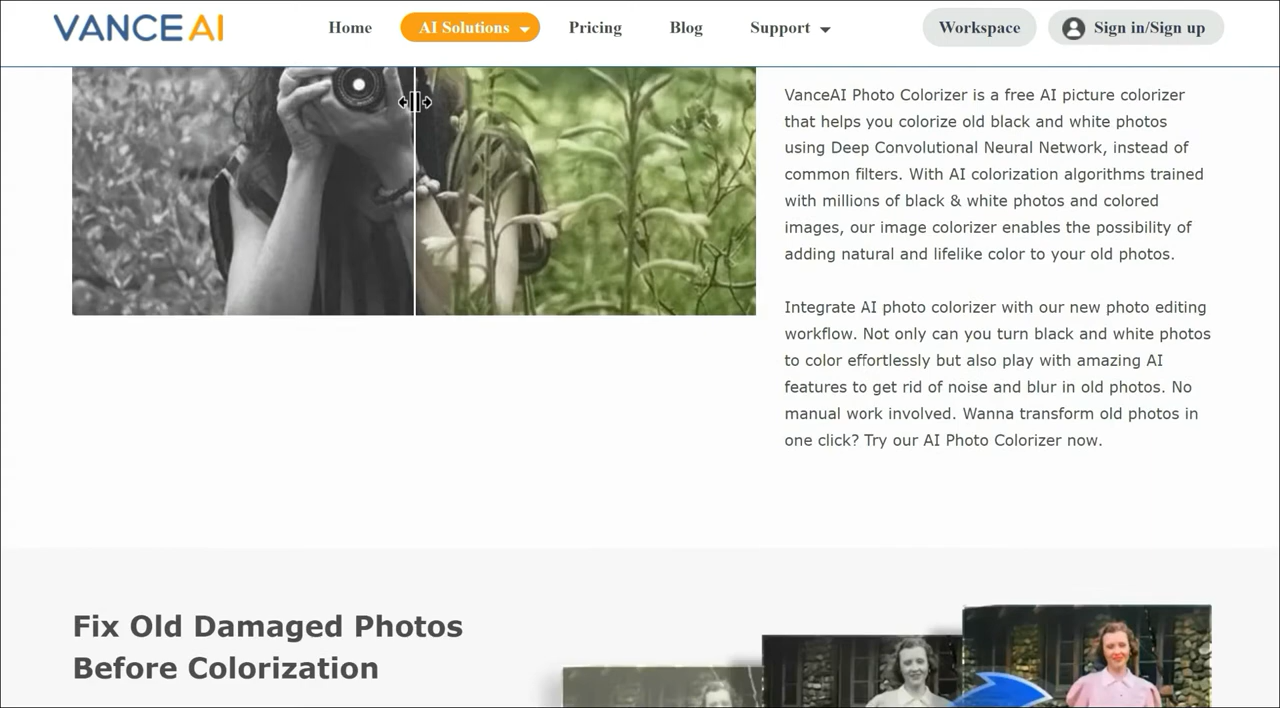 VANCE AI
Home
AI Solutions
Pricing
Blog
Support
Workspace
Sign in/Sign up
VanceAI Photo Colorizer is a free AI picture colorizer
that helps you colorize old black and white photos
using Deep Convolutional Neural Network, instead of
common filters. With AI colorization algorithms trained
with millions of black & white photos and colored
images, our image colorizer enables the possibility of
adding natural and lifelike color to your old photos.
Integrate AI photo colorizer with our new photo editing
workflow. Not only can you turn black and white photos
to color effortlessly but also play with amazing AI
features to get rid of noise and blur in old photos. No
manual work involved. Wanna transform old photos in
one click? Try our AI Photo Colorizer now.
Fix Old Damaged Photos
Before Colorization